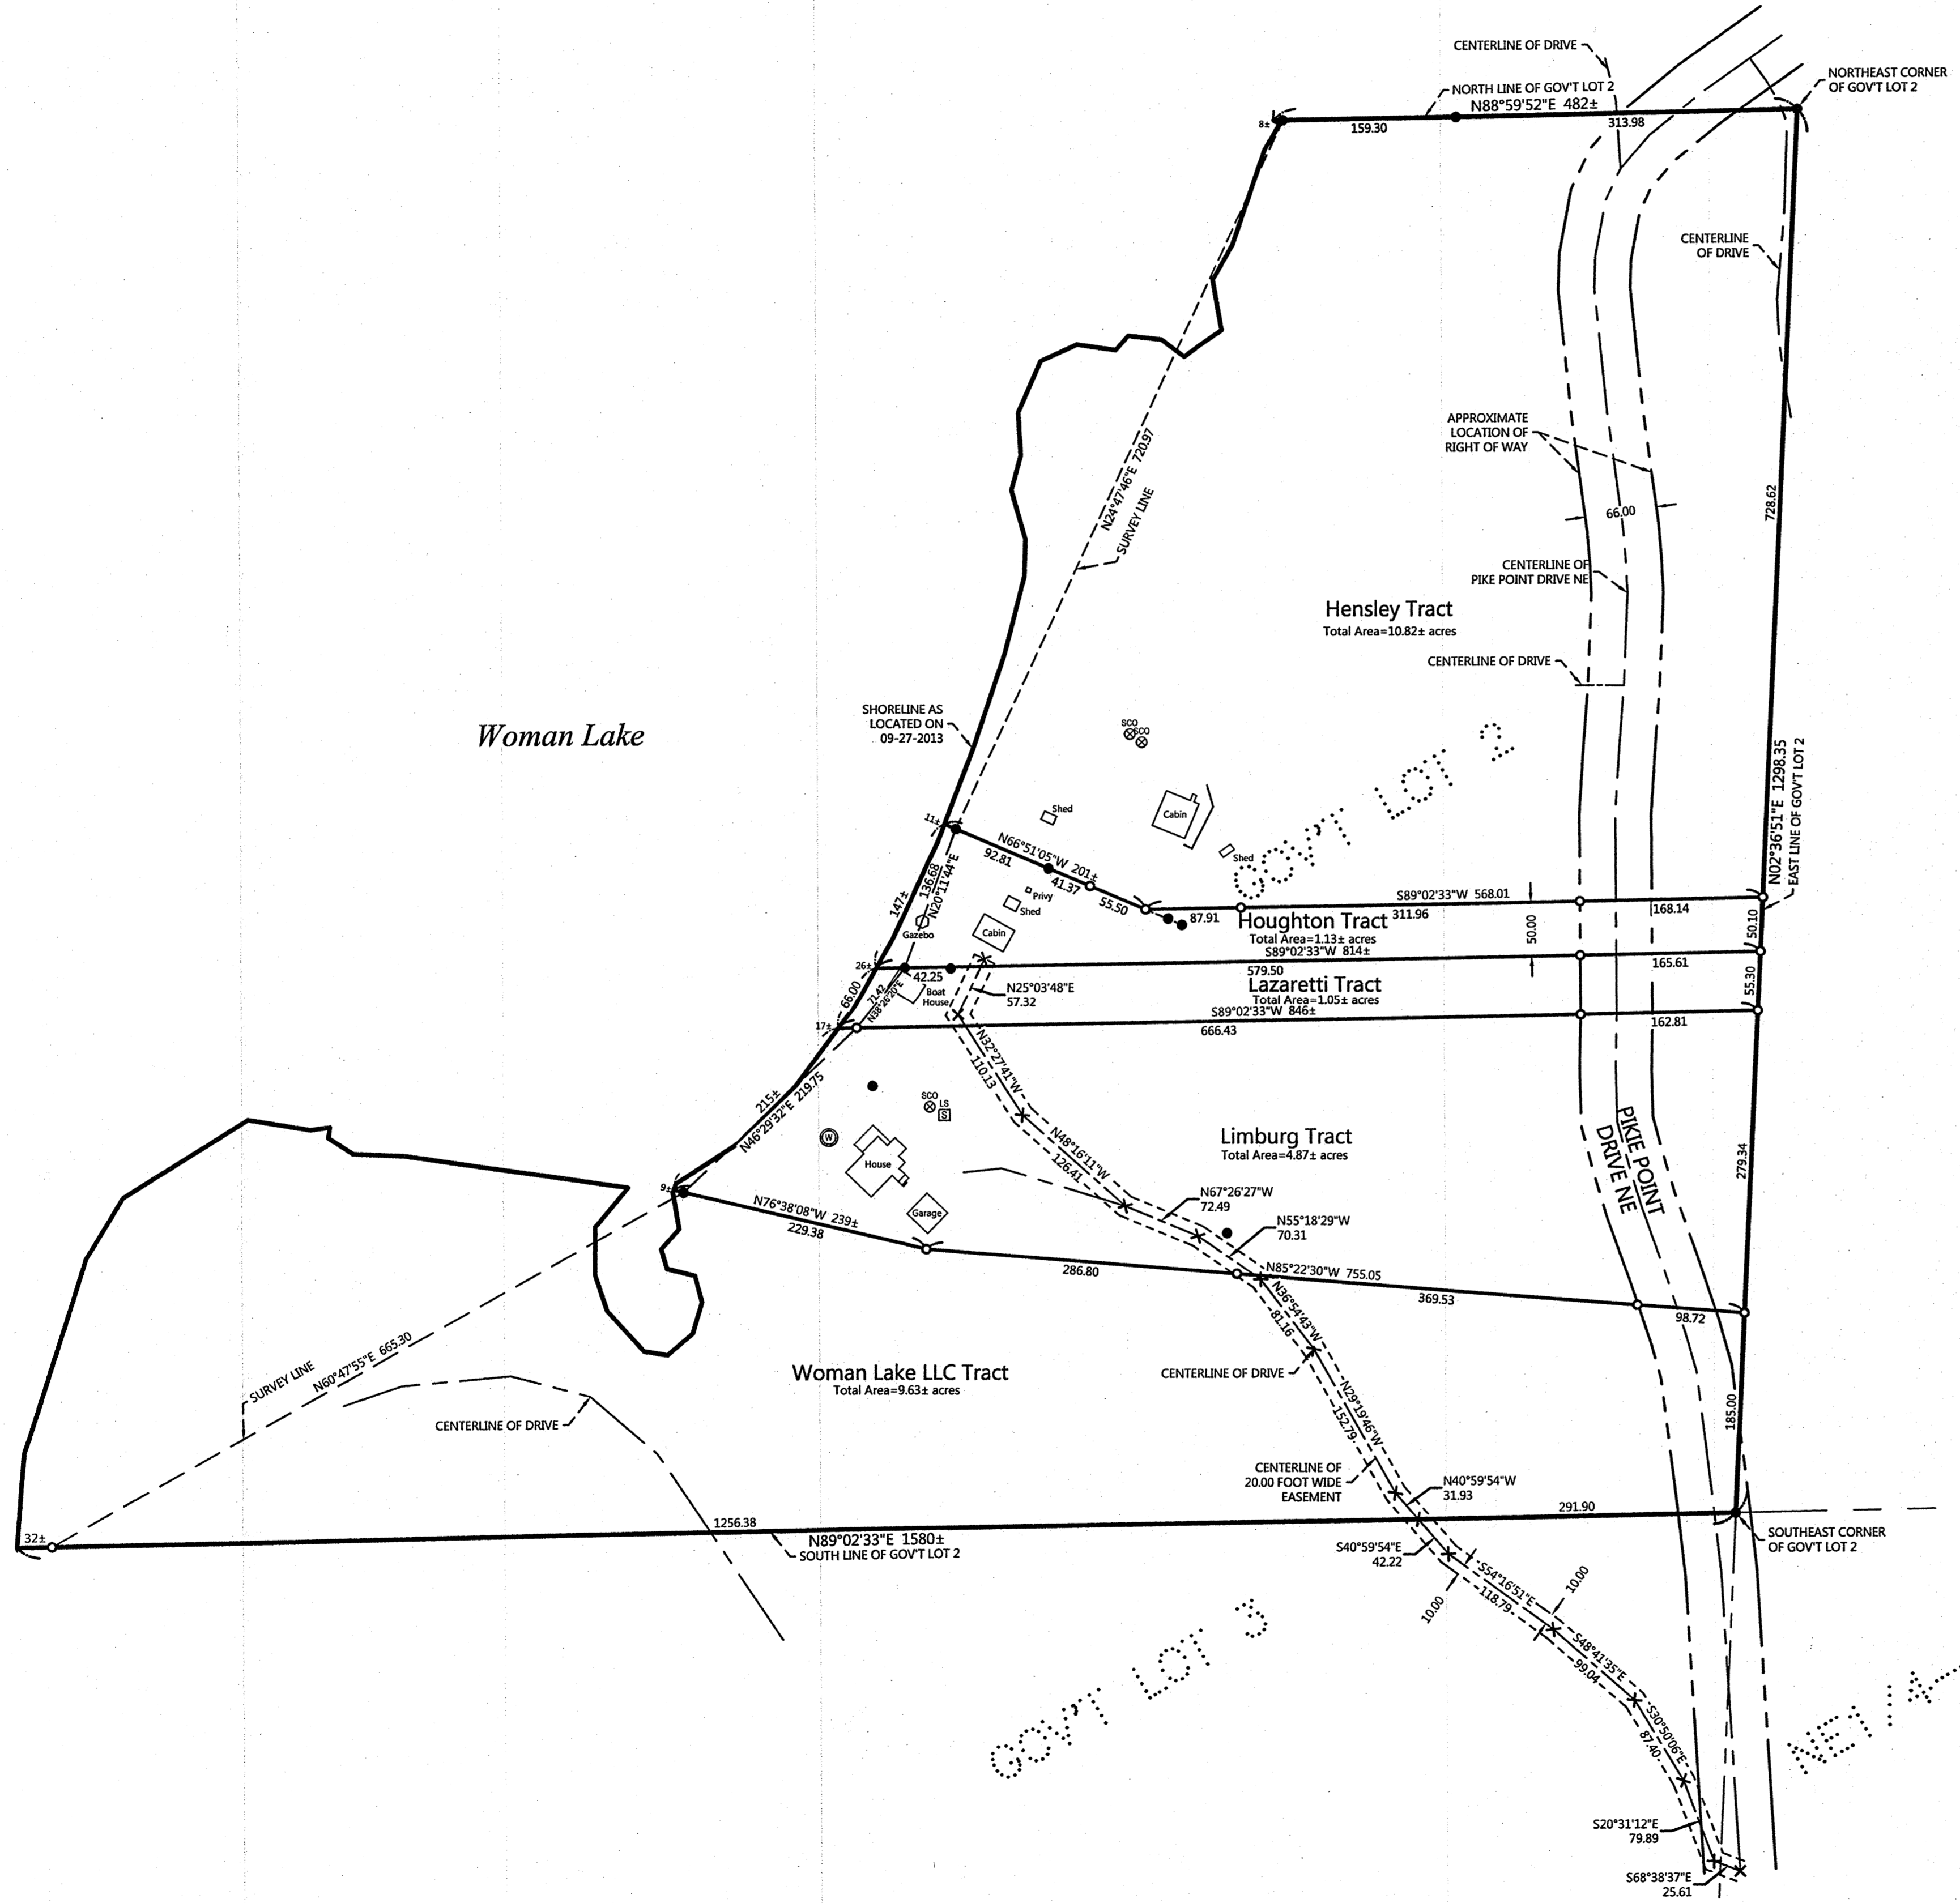 CENTERLINE OF DRIVE
NORTH LINE OF GOV'T LOT 2
N88°59'52"E 482±
NORTHEAST CORNER
OF GOV'T LOT 2
8±
159.30
313.98
CENTERLINE
OF DRIVE
APPROXIMATE
LOCATION OF
RIGHT OF WAY
N24°47'46"E 720.97
SURVEY LINE
66.00
728.62
CENTERLINE OF
PIKE POINT DRIVE NE
Hensley Tract
Total Area=10.82± acres
CENTERLINE OF DRIVE
SHORELINE AS
LOCATED ON
09-27-2013
Woman Lake
SCO
SCO
GOV'T LOT 2
N02°36'51"E 1298.35
EAST LINE OF GOV'T LOT 2
Shed
Cabin
Shed
11±
N66°51'05"W 201±
92.81
41.37
55.50
87.91
S89°02'33"W 568.01
311.96
168.14
50.10
147±
136.68
N20°11'44"E
Privy
Shed
Gazebo
Cabin
Houghton Tract
Total Area=1.13± acres
S89°02'33"W 814±
50.00
26±
42.25
579.50
165.61
55.30
66.00
71.42
N38°26'20"E
Boat
House
N25°03'48"E
57.32
Lazaretti Tract
Total Area=1.05± acres
S89°02'33"W 846±
17±
666.43
162.81
N32°27'41"W
110.13
215±
N46°29'32"E 219.75
SCO
LS
S
W
House
Garage
N48°16'11"W
126.41
Limburg Tract
Total Area=4.87± acres
PIKIE POINT
DRIVE NE
279.34
9±
N76°38'08"W 239±
229.38
N67°26'27"W
72.49
N55°18'29"W
70.31
286.80
N85°22'30"W 755.05
369.53
98.72
N36°54'43"W
81.16
SURVEY LINE
N60°47'55"E 665.30
Woman Lake LLC Tract
Total Area=9.63± acres
CENTERLINE OF DRIVE
CENTERLINE OF DRIVE
N29°19'46"W
152.79
185.00
CENTERLINE OF
20.00 FOOT WIDE
EASEMENT
N40°59'54"W
31.93
291.90
32±
1256.38
N89°02'33"E 1580±
SOUTH LINE OF GOV'T LOT 2
SOUTHEAST CORNER
OF GOV'T LOT 2
S40°59'54"E
42.22
S54°16'51"E
118.79
10.00
10.00
S48°41'35"E
99.04
GOV'T LOT 3
S30°50'06"E
87.40
NE1/4
S20°31'12"E
79.89
S68°38'37"E
25.61